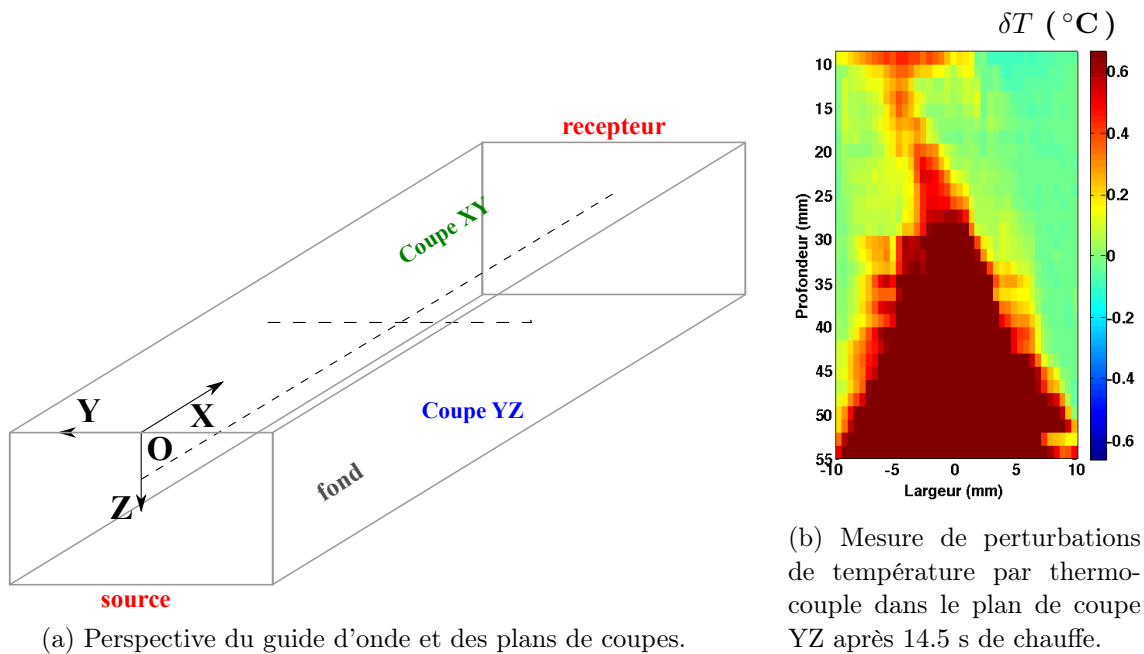 recepteur
Coupe XY
Y
X
O
Z
Coupe YZ
fond
source
(a) Perspective du guide d'onde et des plans de coupes.
δT (°C)
10
15
20
25
30
35
40
45
50
55
Profondeur (mm)
-10
-5
0
5
10
Largeur (mm)
0.6
0.4
0.2
0
-0.2
-0.4
-0.6
(b) Mesure de perturbations
de température par thermo-
couple dans le plan de coupe
YZ après 14.5 s de chauffe.